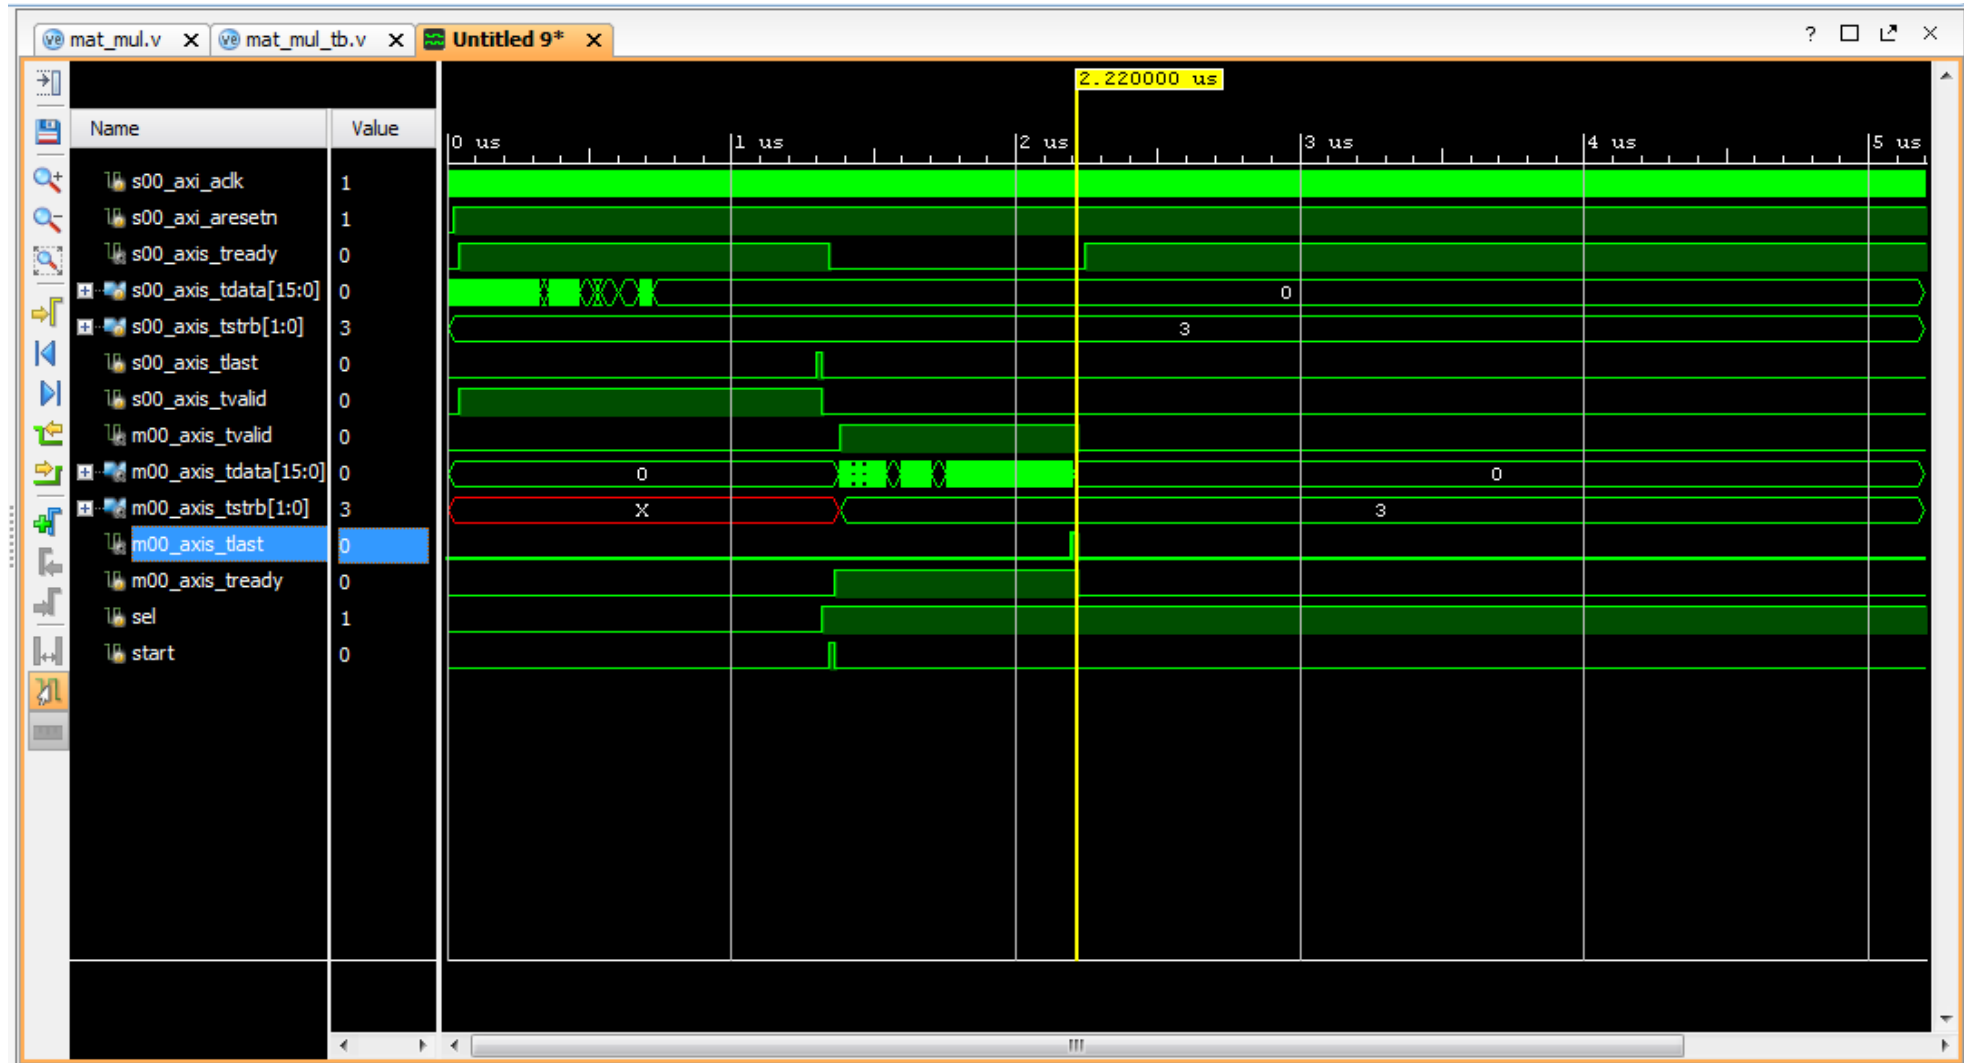 mat_mul.v
mat_mul_tb.v
Untitled 9*
2.220000 us
Name Value
0 us 1 us 2 us 3 us 4 us 5 us
s00_axi_aclk 1
s00_axi_aresetn 1
s00_axis_tready 0
s00_axis_tdata[15:0] 0 0
s00_axis_tstrb[1:0] 3 3
s00_axis_tlast 0
s00_axis_tvalid 0
m00_axis_tvalid 0
m00_axis_tdata[15:0] 0 0 0
m00_axis_tstrb[1:0] 3 X 3
m00_axis_tlast 0
m00_axis_tready 0
sel 1
start 0